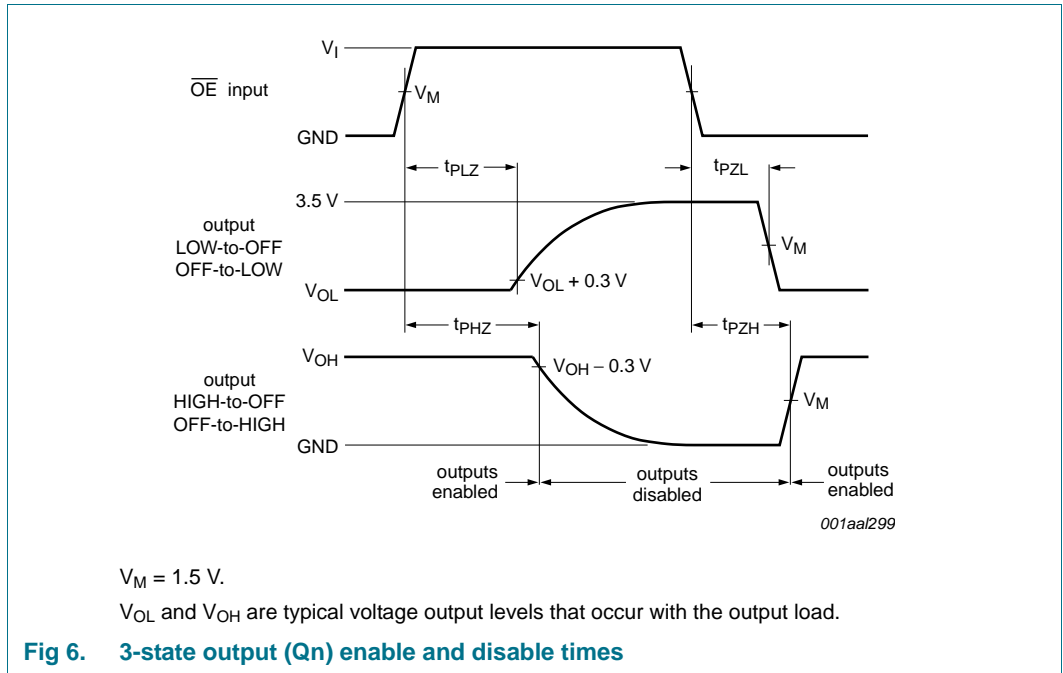 V_I
OE input
V_M
GND
t_PLZ
t_PZL
3.5 V
output
LOW-to-OFF
OFF-to-LOW
V_M
V_OL + 0.3 V
V_OL
t_PHZ
t_PZH
V_OH
V_OH − 0.3 V
output
HIGH-to-OFF
OFF-to-HIGH
V_M
GND
outputs
enabled
outputs
disabled
outputs
enabled
001aal299
V_M = 1.5 V.
V_OL and V_OH are typical voltage output levels that occur with the output load.
Fig 6. 3-state output (Qn) enable and disable times